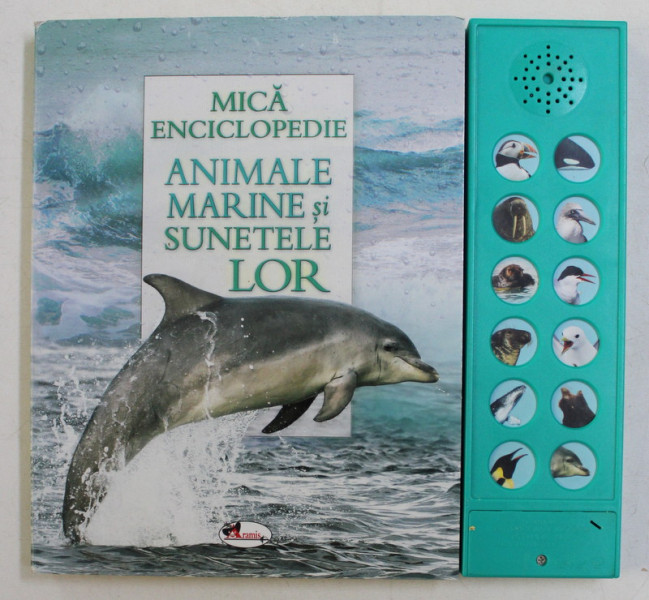 MICĂ
ENCICLOPEDIE
ANIMALE
MARINE și
SUNETELE
LOR
Aramis